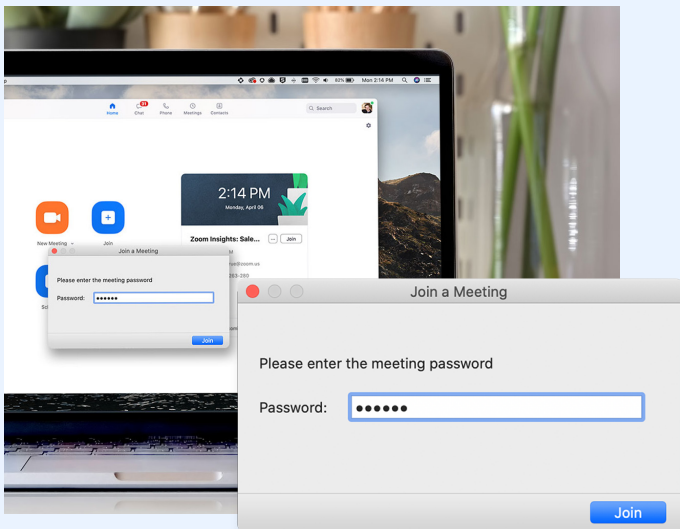 83%
Mon 2:14 PM
31
Home
Chat
Phone
Meetings
Contacts
Search
2:14 PM
Monday, April 06
Zoom Insights: Sale...
Join
New Meeting
Join
Join a Meeting
Please enter the meeting password
Password: ••••••
Join
Join a Meeting
Please enter the meeting password
Password: ••••••
Join